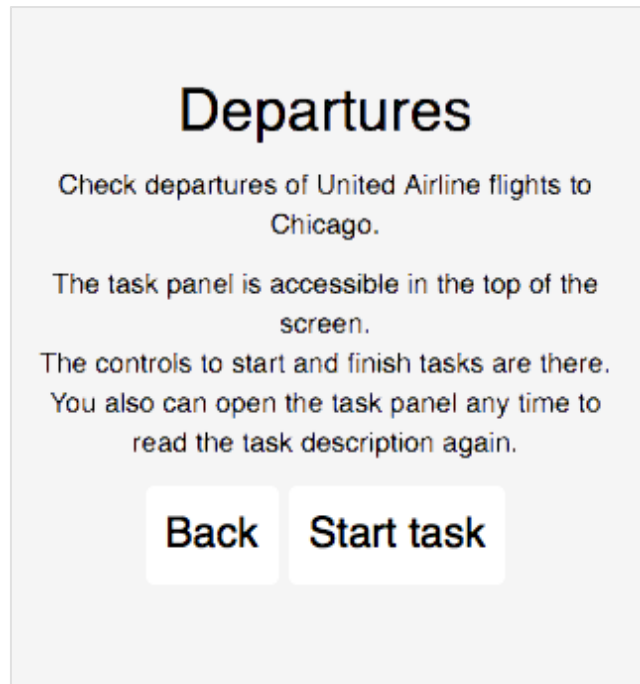 Departures
Check departures of United Airline flights to
Chicago.
The task panel is accessible in the top of the
screen.
The controls to start and finish tasks are there.
You also can open the task panel any time to
read the task description again.
Back Start task